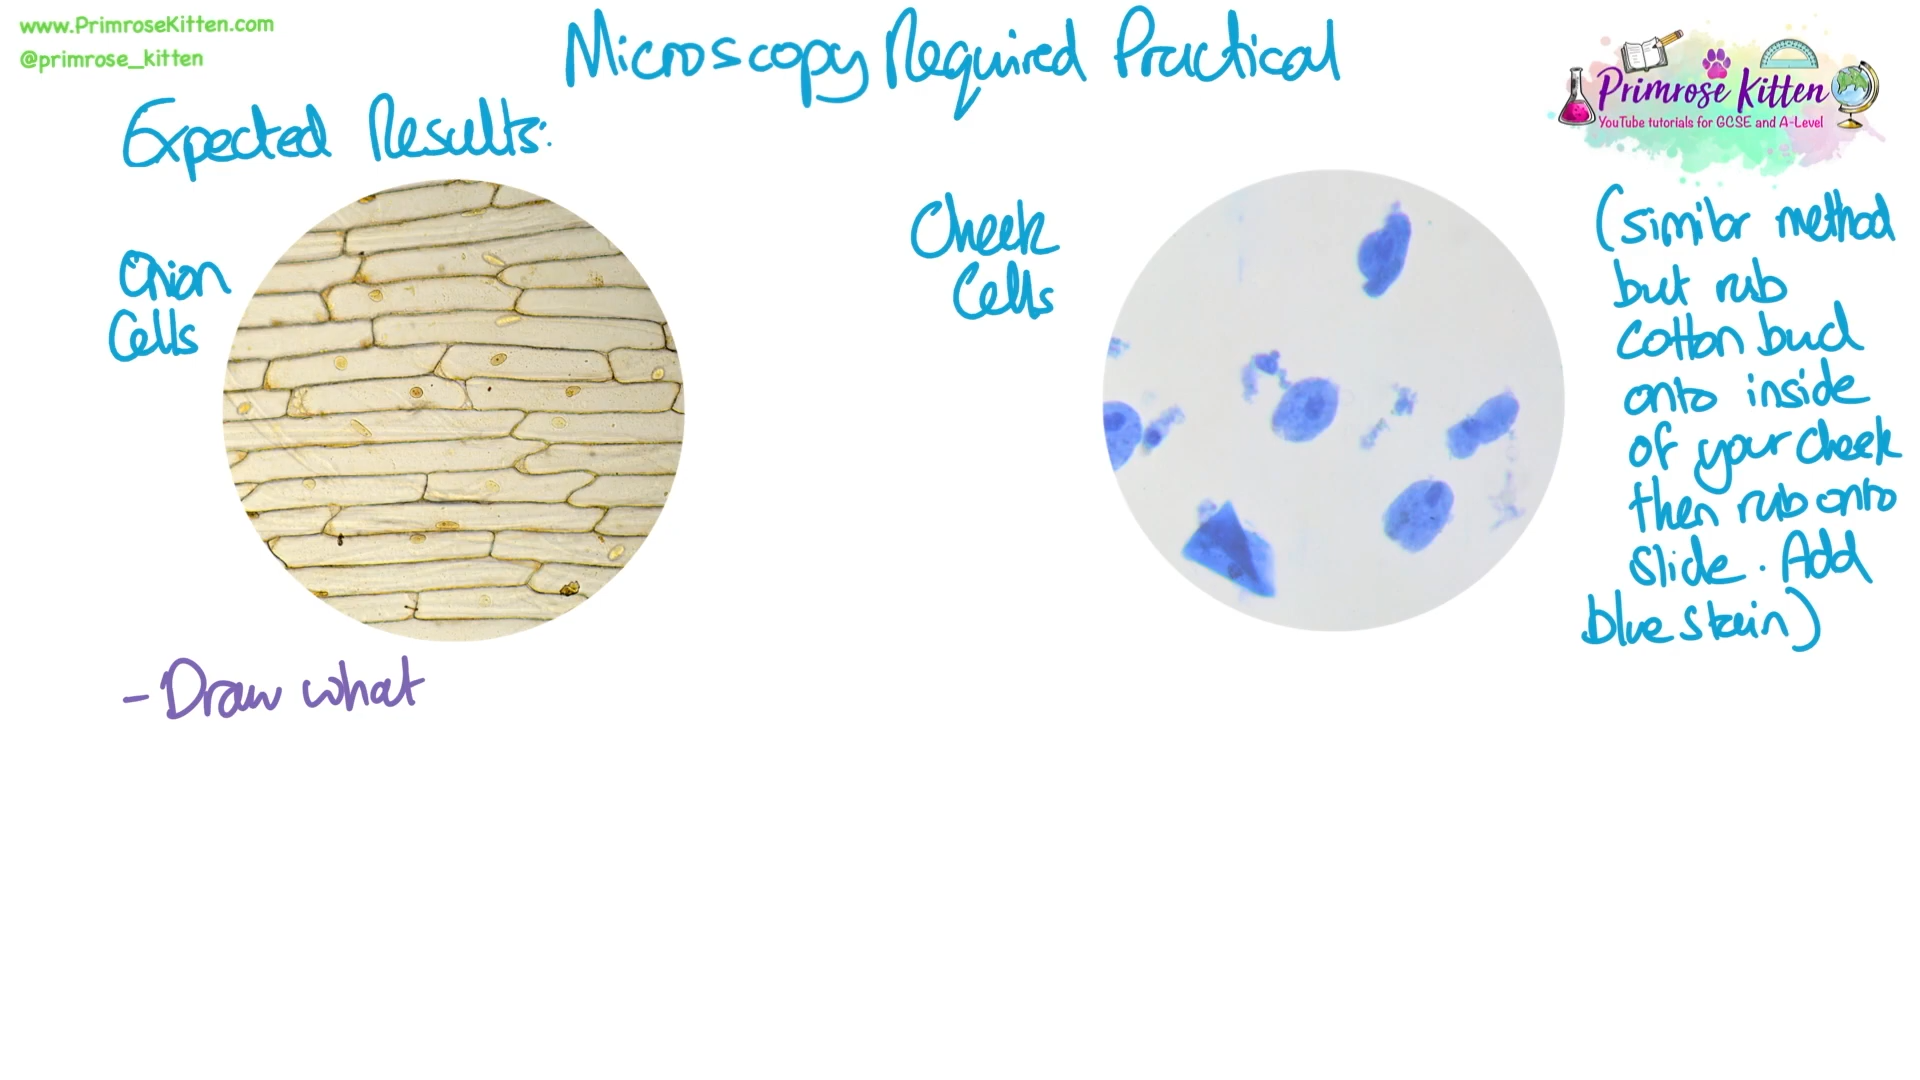 www.PrimroseKitten.com
@primrose_kitten
Microscopy Required Practical
Primrose Kitten
YouTube tutorials for GCSE and A-Level
Expected Results:
Onion
Cells
Cheek
Cells
(similar method
but rub
cotton bud
onto inside
of your cheek
then rub onto
slide. Add
blue stain)
- Draw what